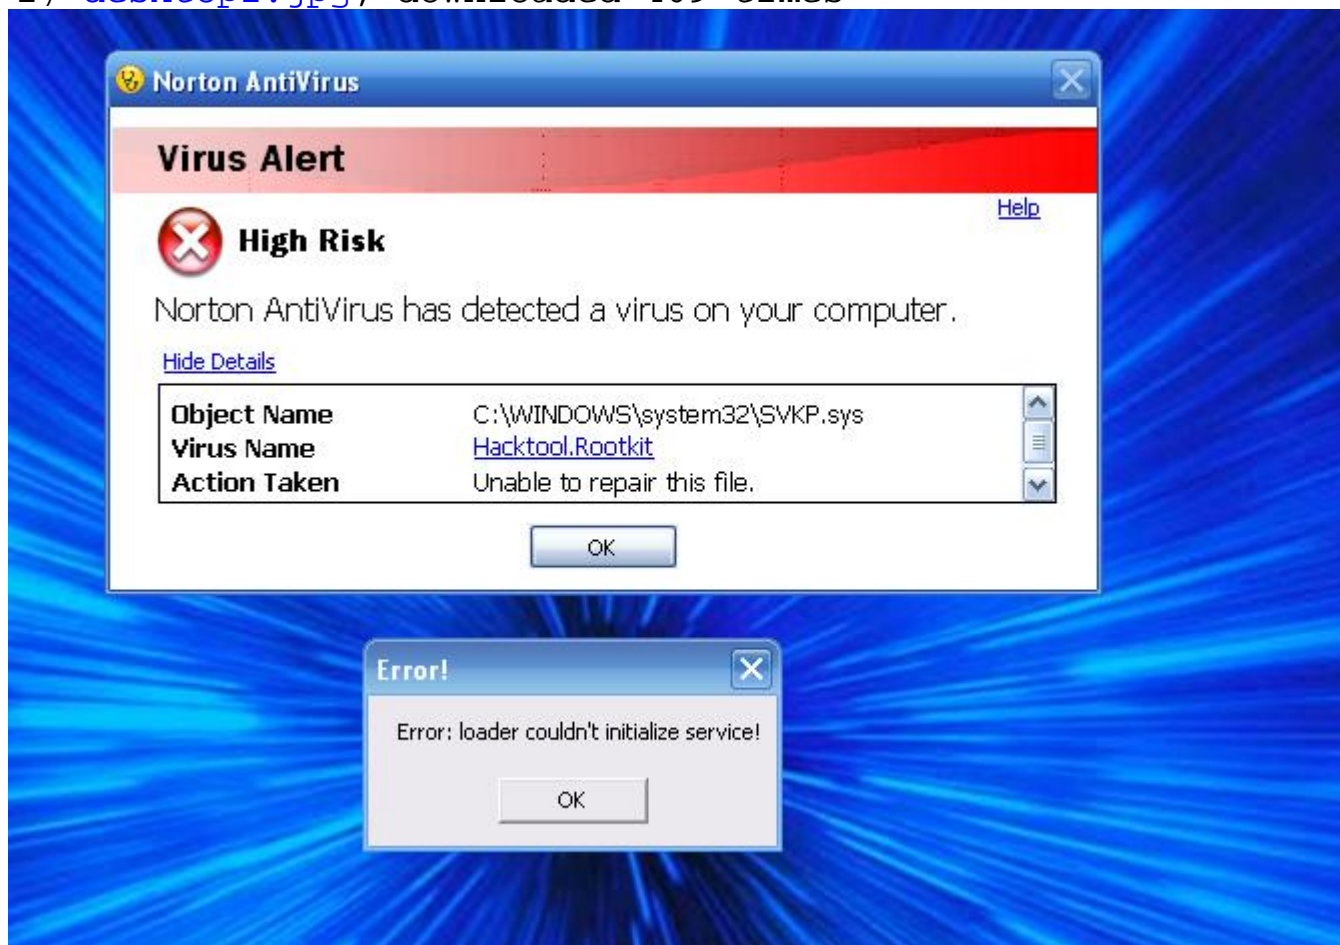 Norton AntiVirus
Virus Alert
Help
High Risk
Norton AntiVirus has detected a virus on your computer.
Hide Details
Object Name C:\WINDOWS\system32\SVKP.sys
Virus Name Hacktool.Rootkit
Action Taken Unable to repair this file.
OK
Error!
Error: loader couldn't initialize service!
OK